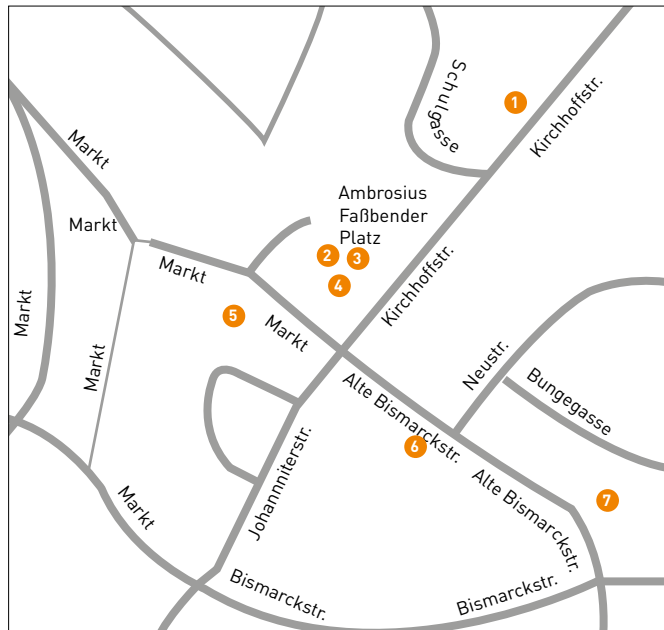 Schulgasse
1
Kirchhoffstr.
Markt
Markt
Ambrosius
Faßbender
Platz
2
3
4
Kirchhoffstr.
Markt
5
Markt
Markt
Markt
Neustr.
Bungegasse
Alte Bismarckstr.
6
Alte Bismarckstr.
7
Johannniterstr.
Markt
Bismarckstr.
Bismarckstr.